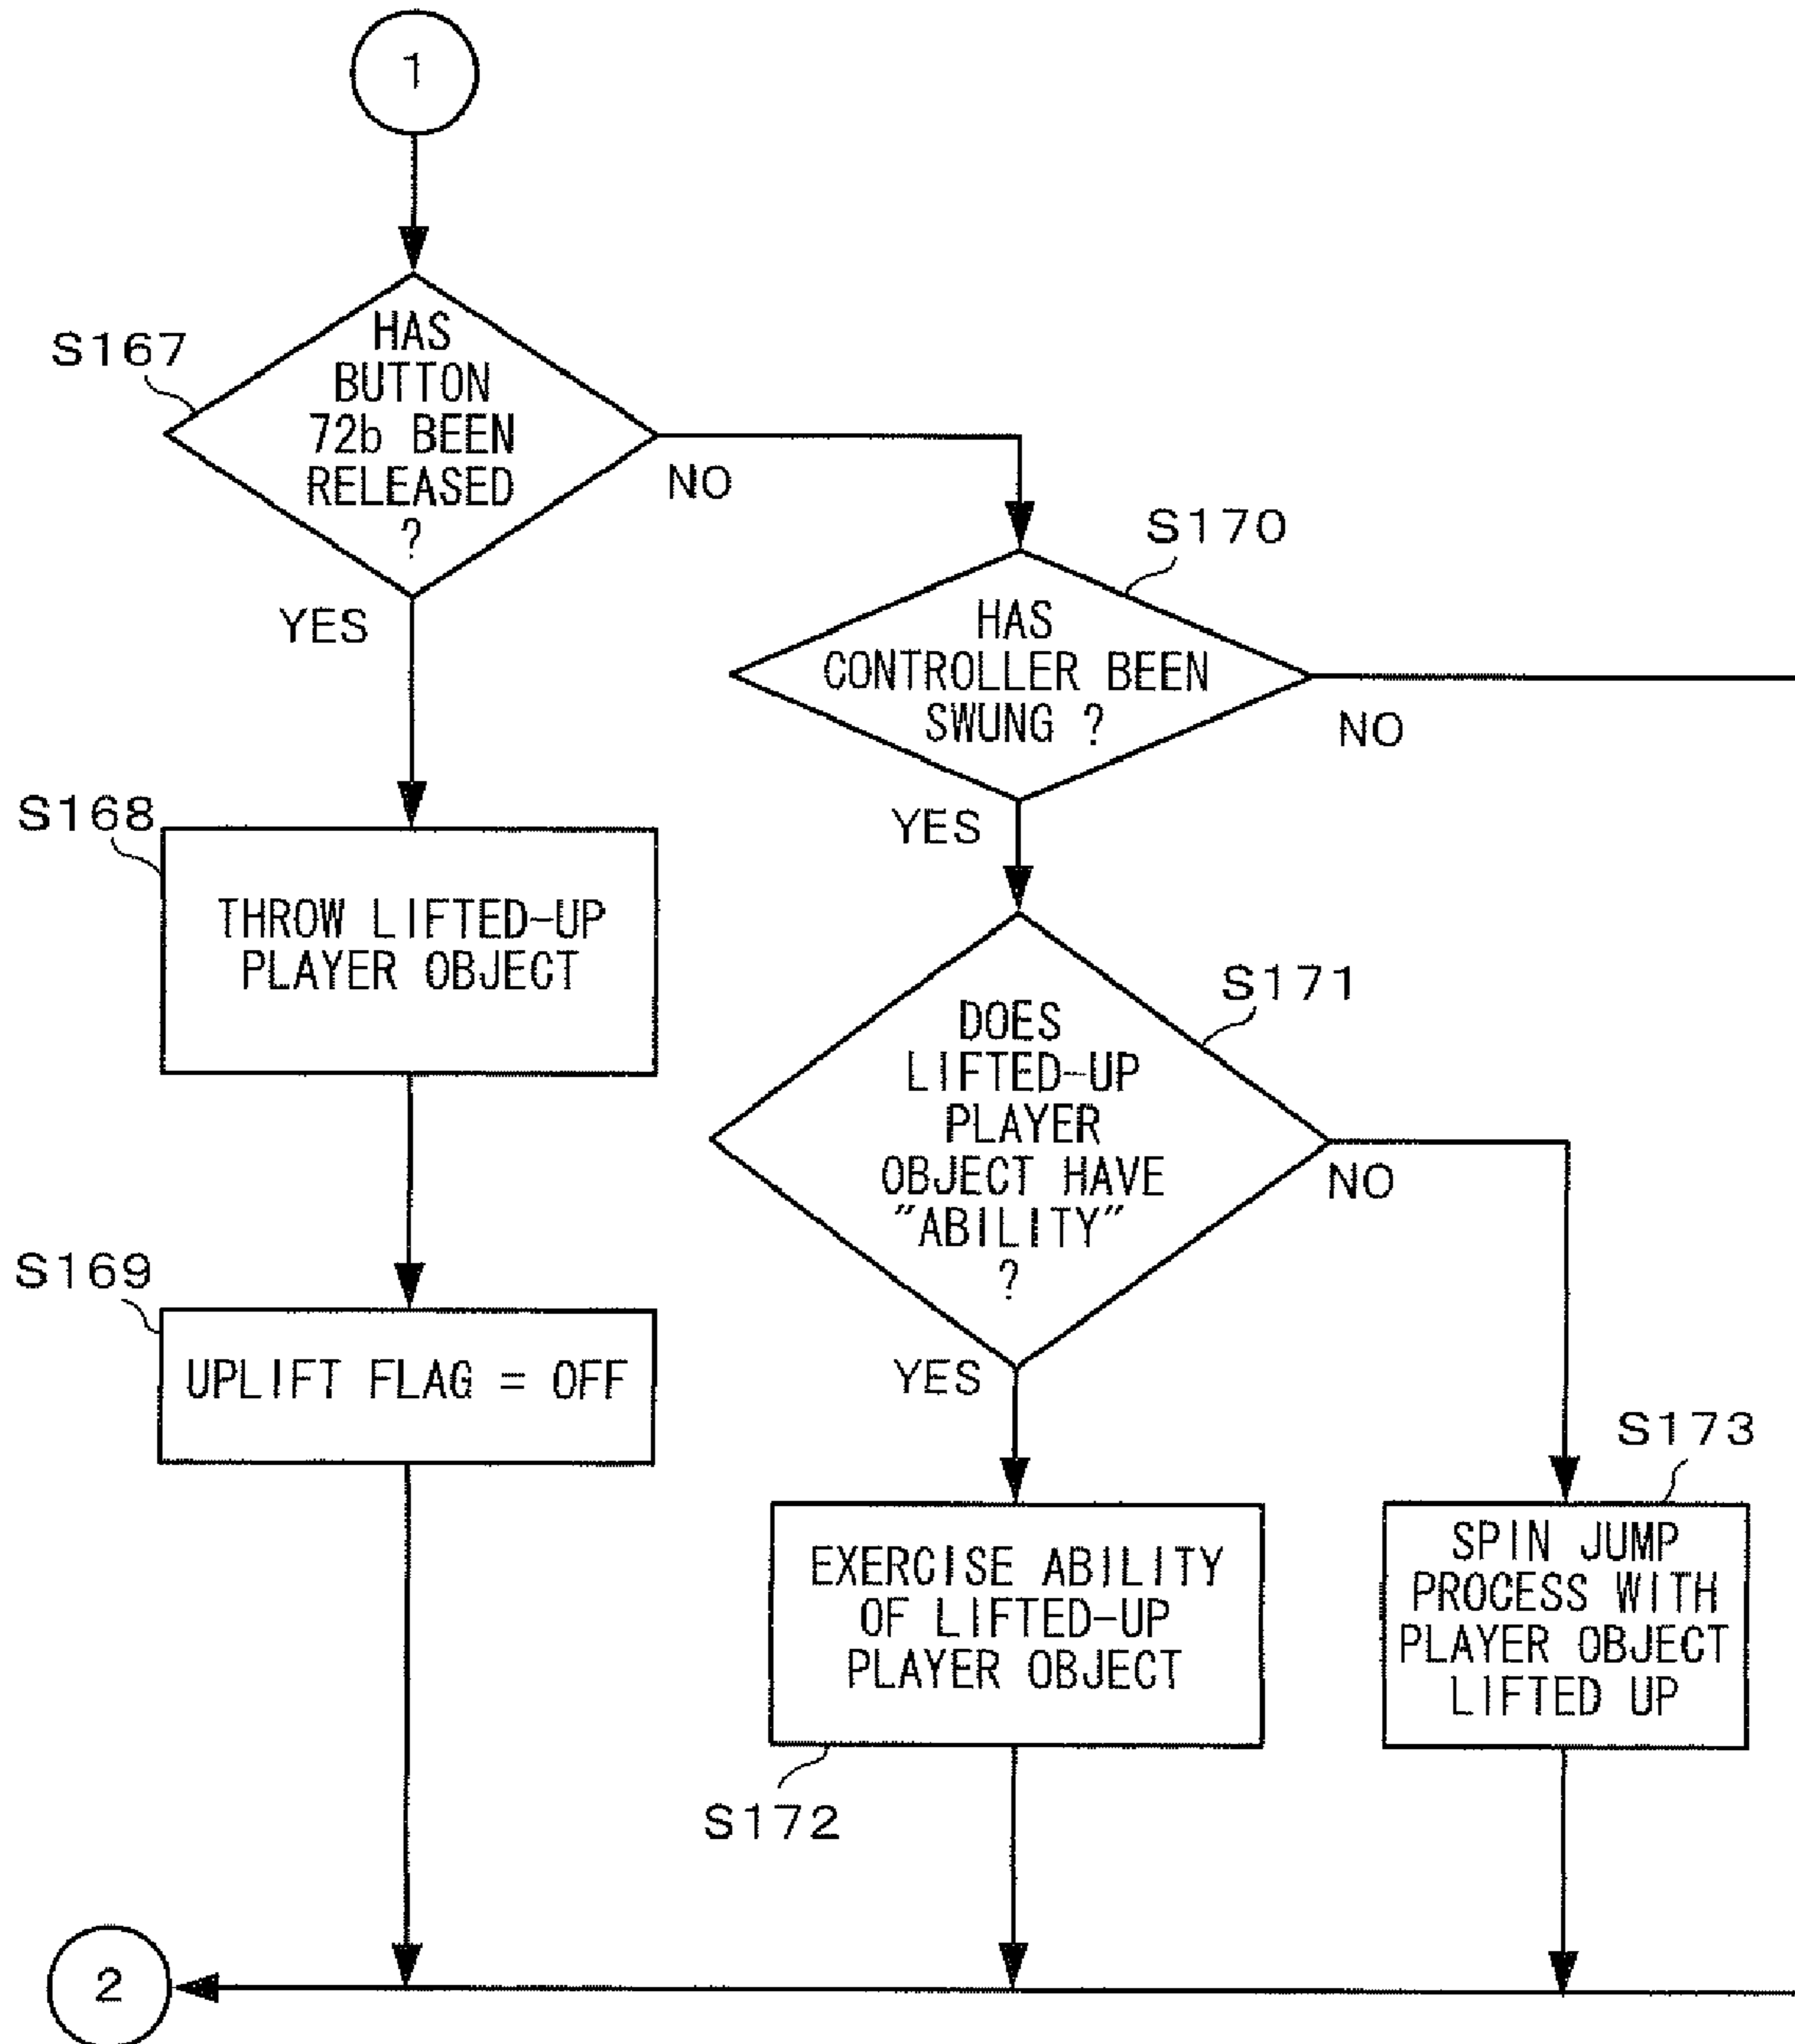 1
S167
HAS
BUTTON
72b BEEN
RELEASED
?
NO
YES
S170
HAS
CONTROLLER BEEN
SWUNG ?
NO
YES
S168
THROW LIFTED-UP
PLAYER OBJECT
S171
DOES
LIFTED-UP
PLAYER
OBJECT HAVE
"ABILITY"
?
NO
YES
S169
UPLIFT FLAG = OFF
S173
SPIN JUMP
PROCESS WITH
PLAYER OBJECT
LIFTED UP
EXERCISE ABILITY
OF LIFTED-UP
PLAYER OBJECT
S172
2